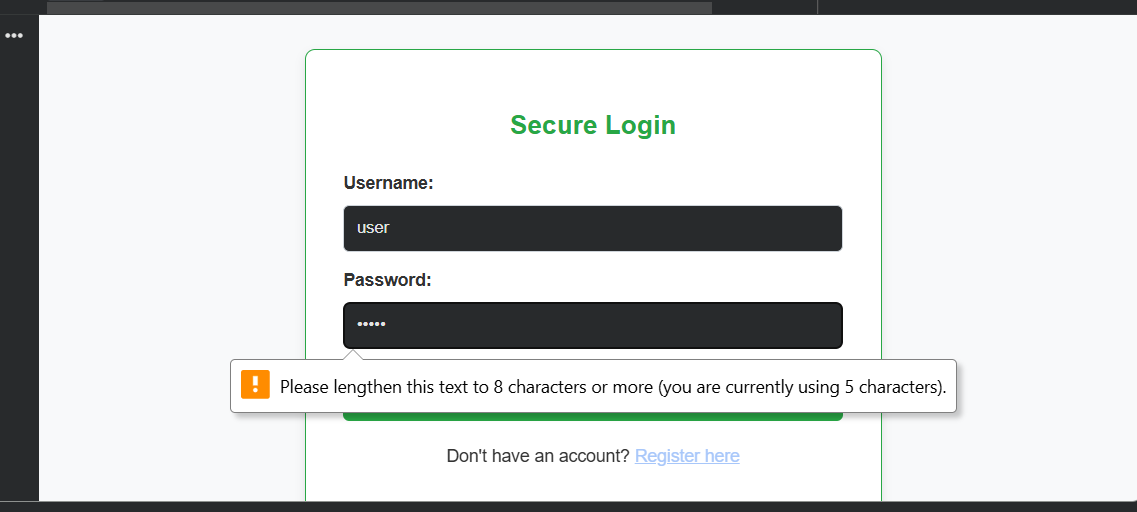 Secure Login
Username:
user
Password:
•••••
Please lengthen this text to 8 characters or more (you are currently using 5 characters).
Don't have an account? Register here